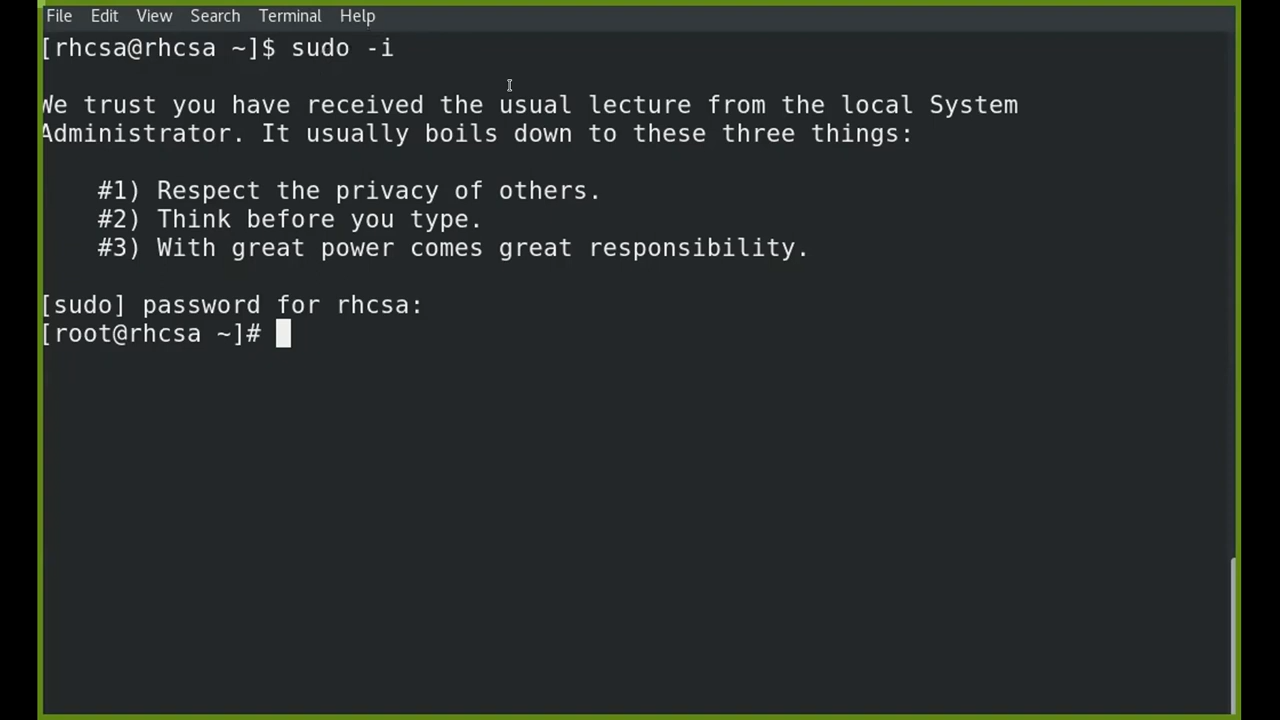 File Edit View Search Terminal Help
[rhcsa@rhcsa ~]$ sudo -i
We trust you have received the usual lecture from the local System
Administrator. It usually boils down to these three things:
#1) Respect the privacy of others.
#2) Think before you type.
#3) With great power comes great responsibility.
[sudo] password for rhcsa:
[root@rhcsa ~]#